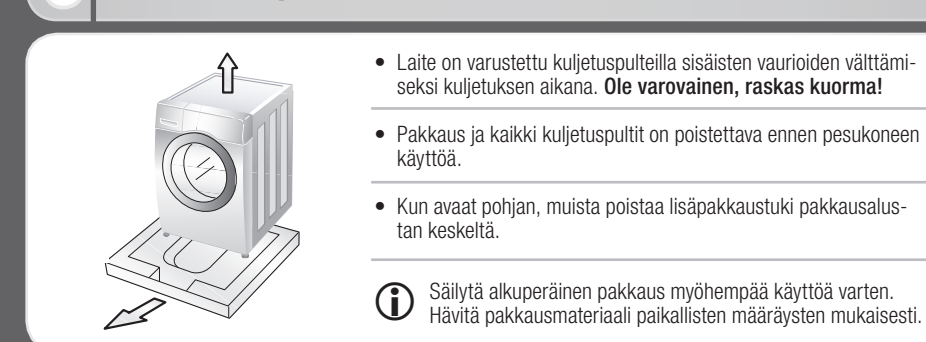 • Laite on varustettu kuljetuspulteilla sisäisten vaurioiden välttämi-
seksi kuljetuksen aikana. Ole varovainen, raskas kuorma!
• Pakkaus ja kaikki kuljetuspultit on poistettava ennen pesukoneen
käyttöä.
• Kun avaat pohjan, muista poistaa lisäpakkaustuki pakkausalus-
tan keskeltä.
Säilytä alkuperäinen pakkaus myöhempää käyttöä varten.
Hävitä pakkausmateriaali paikallisten määräysten mukaisesti.